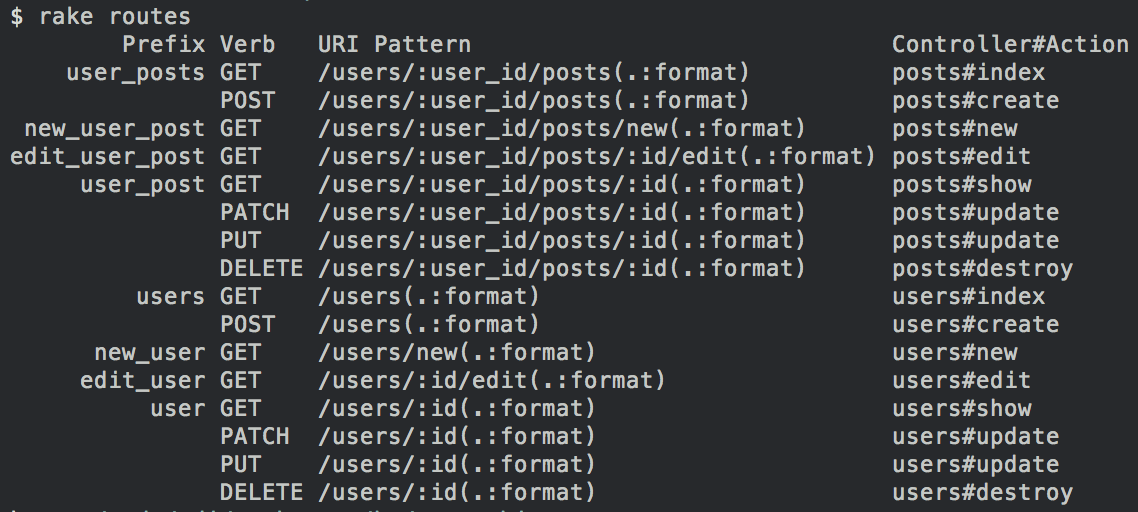 $ rake routes
Prefix Verb URI Pattern Controller#Action
user_posts GET /users/:user_id/posts(.:format) posts#index
POST /users/:user_id/posts(.:format) posts#create
new_user_post GET /users/:user_id/posts/new(.:format) posts#new
edit_user_post GET /users/:user_id/posts/:id/edit(.:format) posts#edit
user_post GET /users/:user_id/posts/:id(.:format) posts#show
PATCH /users/:user_id/posts/:id(.:format) posts#update
PUT /users/:user_id/posts/:id(.:format) posts#update
DELETE /users/:user_id/posts/:id(.:format) posts#destroy
users GET /users(.:format) users#index
POST /users(.:format) users#create
new_user GET /users/new(.:format) users#new
edit_user GET /users/:id/edit(.:format) users#edit
user GET /users/:id(.:format) users#show
PATCH /users/:id(.:format) users#update
PUT /users/:id(.:format) users#update
DELETE /users/:id(.:format) users#destroy